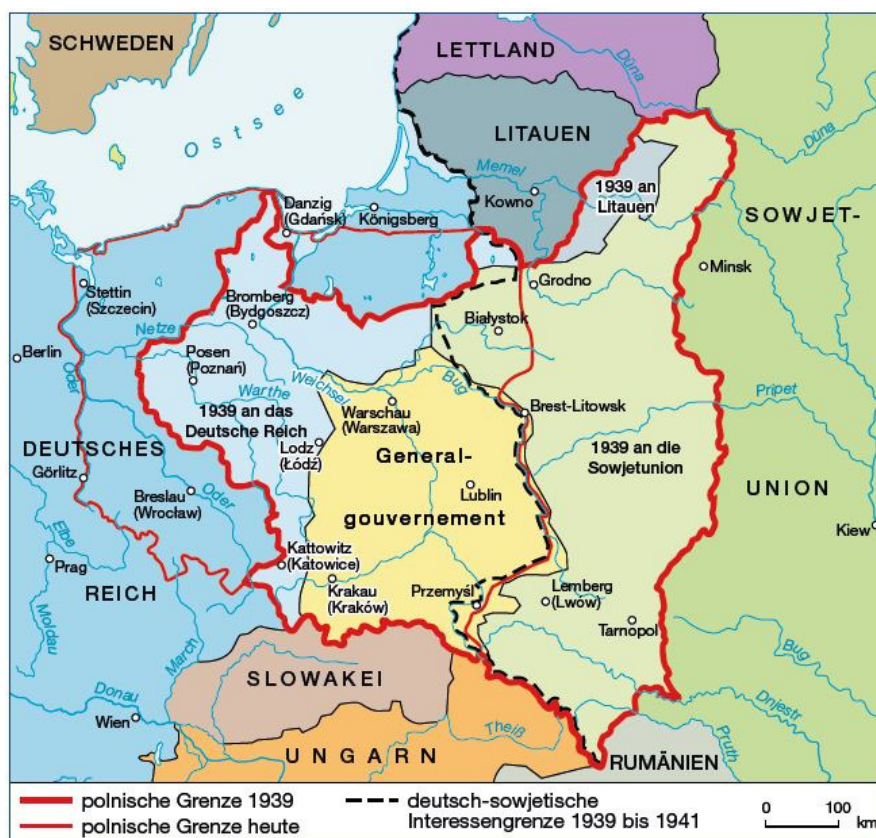 SCHWEDEN
LETTLAND
Düna
Ostsee
LITAUEN
Düna
Memel
1939 an
Litauen
Kowno
SOWJET-
Danzig
(Gdańsk)
Königsberg
Minsk
Stettin
(Szczecin)
Grodno
Bromberg
(Bydgoszcz)
Białystok
Netze
Berlin
Oder
Posen
(Poznań)
Weichsel
Bug
Pripet
Warthe
Warschau
(Warszawa)
Brest-Litowsk
1939 an das
Deutsche Reich
DEUTSCHES
Lodz
(Łódź)
General-
1939 an die
Sowjetunion
Görlitz
Breslau
(Wrocław)
Oder
Lublin
UNION
gouvernement
Kiew
Elbe
Prag
Kattowitz
(Katowice)
REICH
Krakau
(Kraków)
Przemyśl
Lemberg
(Lwów)
Tarnopol
Moldau
March
Bug
SLOWAKEI
Donau
Dnjestr
Wien
UNGARN
Theiß
Pruth
RUMÄNIEN
polnische Grenze 1939
polnische Grenze heute
deutsch-sowjetische
Interessengrenze 1939 bis 1941
0 100
km